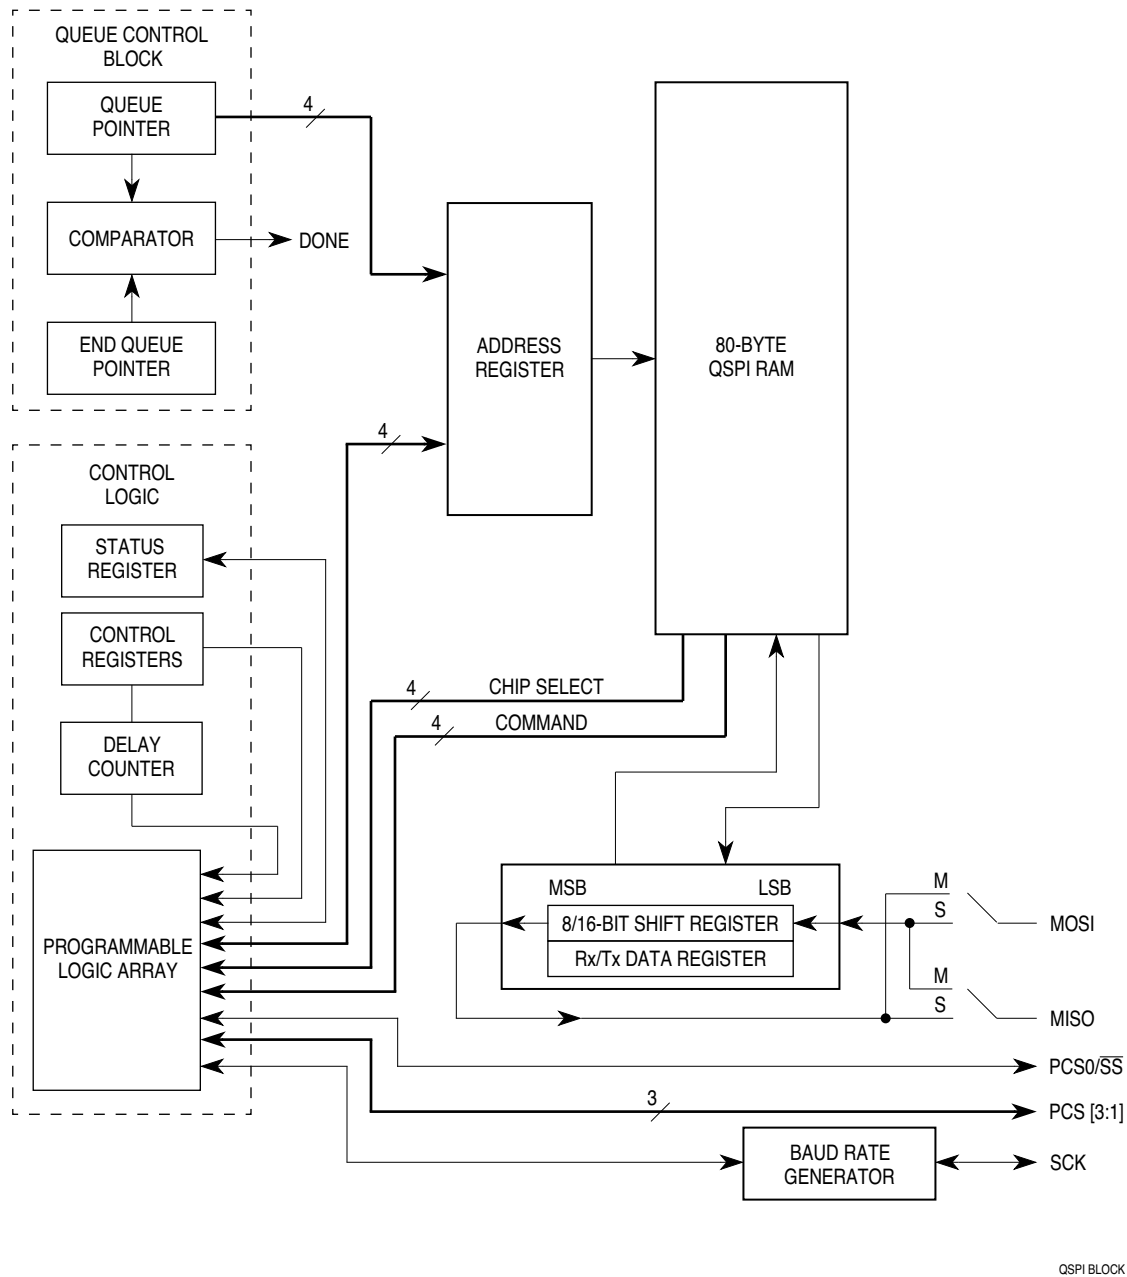 QUEUE CONTROL
BLOCK
QUEUE
POINTER
4
COMPARATOR
DONE
END QUEUE
POINTER
ADDRESS
REGISTER
80-BYTE
QSPI RAM
4
CONTROL
LOGIC
STATUS
REGISTER
CONTROL
REGISTERS
DELAY
COUNTER
4
CHIP SELECT
4
COMMAND
PROGRAMMABLE
LOGIC ARRAY
MSB
LSB
8/16-BIT SHIFT REGISTER
Rx/Tx DATA REGISTER
M
S
MOSI
M
S
MISO
PCS0/S̅S̅
3
PCS [3:1]
BAUD RATE
GENERATOR
SCK
QSPI BLOCK